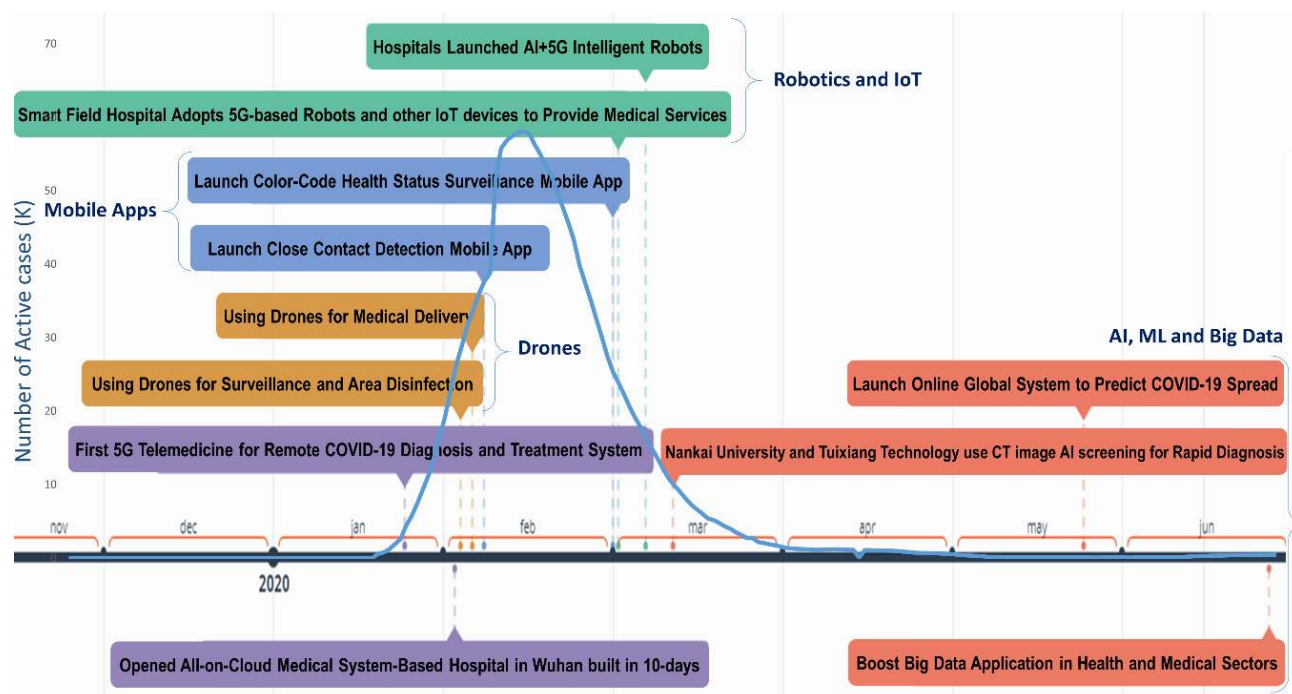 70
Hospitals Launched AI+5G Intelligent Robots
Robotics and IoT
Smart Field Hospital Adopts 5G-based Robots and other IoT devices to Provide Medical Services
Launch Color-Code Health Status Surveillance Mobile App
50
Mobile Apps
Launch Close Contact Detection Mobile App
40
Number of Active cases (K)
Using Drones for Medical Delivery
30
Drones
AI, ML and Big Data
Using Drones for Surveillance and Area Disinfection
Launch Online Global System to Predict COVID-19 Spread
20
First 5G Telemedicine for Remote COVID-19 Diagnosis and Treatment System
Nankai University and Tuixiang Technology use CT image AI screening for Rapid Diagnosis
10
nov dec jan feb mar apr may jun
2020
Opened All-on-Cloud Medical System-Based Hospital in Wuhan built in 10-days
Boost Big Data Application in Health and Medical Sectors